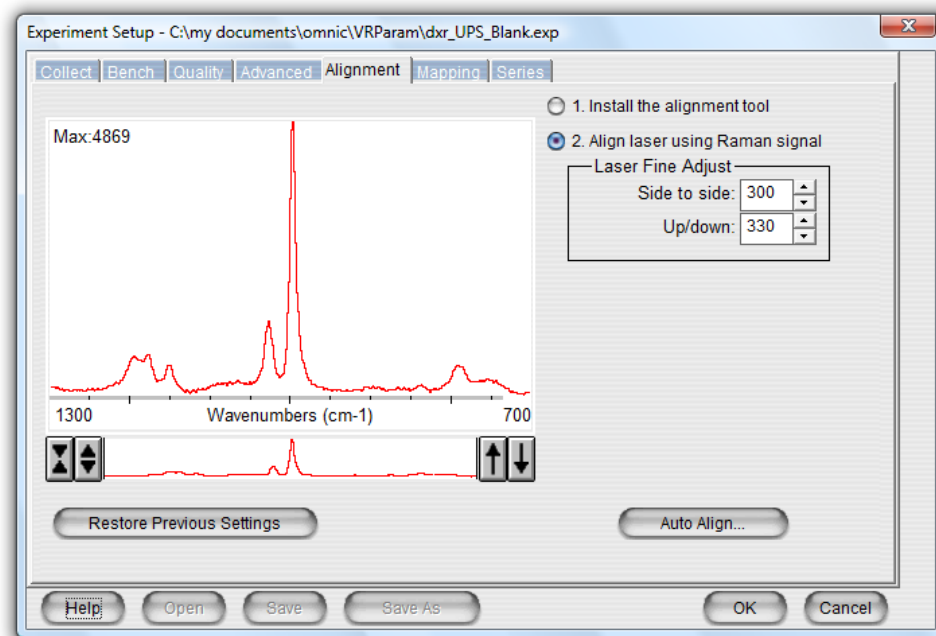 Experiment Setup - C:\my documents\omnic\VRParam\dxr_UPS_Blank.exp
X
Collect Bench Quality Advanced Alignment Mapping Series
1. Install the alignment tool
Max:4869
2. Align laser using Raman signal
Laser Fine Adjust
Side to side: 300
Up/down: 330
1300 Wavenumbers (cm-1) 700
Restore Previous Settings Auto Align...
Help Open Save Save As OK Cancel